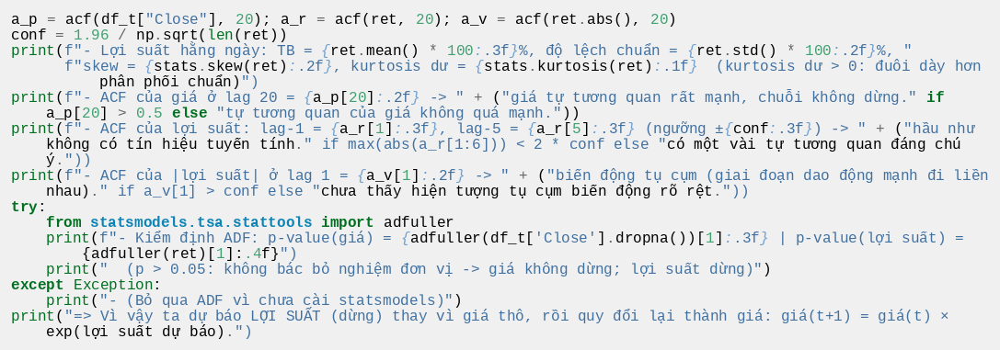 a_p = acf(df_t["Close"], 20); a_r = acf(ret, 20); a_v = acf(ret.abs(), 20)
conf = 1.96 / np.sqrt(len(ret))
print(f"- Lợi suất hằng ngày: TB = {ret.mean() * 100:.3f}%, độ lệch chuẩn = {ret.std() * 100:.2f}%, "
      f"skew = {stats.skew(ret):.2f}, kurtosis dư = {stats.kurtosis(ret):.1f}  (kurtosis dư > 0: đuôi dày hơn
          phân phối chuẩn)")
print(f"- ACF của giá ở lag 20 = {a_p[20]:.2f} -> " + ("giá tự tương quan rất mạnh, chuỗi không dừng." if
    a_p[20] > 0.5 else "tự tương quan của giá không quá mạnh."))
print(f"- ACF của lợi suất: lag-1 = {a_r[1]:.3f}, lag-5 = {a_r[5]:.3f} (ngưỡng ±{conf:.3f}) -> " + ("hầu như
    không có tín hiệu tuyến tính." if max(abs(a_r[1:6])) < 2 * conf else "có một vài tự tương quan đáng chú
    ý."))
print(f"- ACF của |lợi suất| ở lag 1 = {a_v[1]:.2f} -> " + ("biến động tụ cụm (giai đoạn dao động mạnh đi liền
    nhau)." if a_v[1] > conf else "chưa thấy hiện tượng tụ cụm biến động rõ rệt."))
try:
    from statsmodels.tsa.stattools import adfuller
    print(f"- Kiểm định ADF: p-value(giá) = {adfuller(df_t['Close'].dropna())[1]:.3f} | p-value(lợi suất) =
        {adfuller(ret)[1]:.4f}")
    print("  (p > 0.05: không bác bỏ nghiệm đơn vị -> giá không dừng; lợi suất dừng)")
except Exception:
    print("- (Bỏ qua ADF vì chưa cài statsmodels)")
print("=> Vì vậy ta dự báo LỢI SUẤT (dừng) thay vì giá thô, rồi quy đổi lại thành giá: giá(t+1) = giá(t) ×
    exp(lợi suất dự báo).")